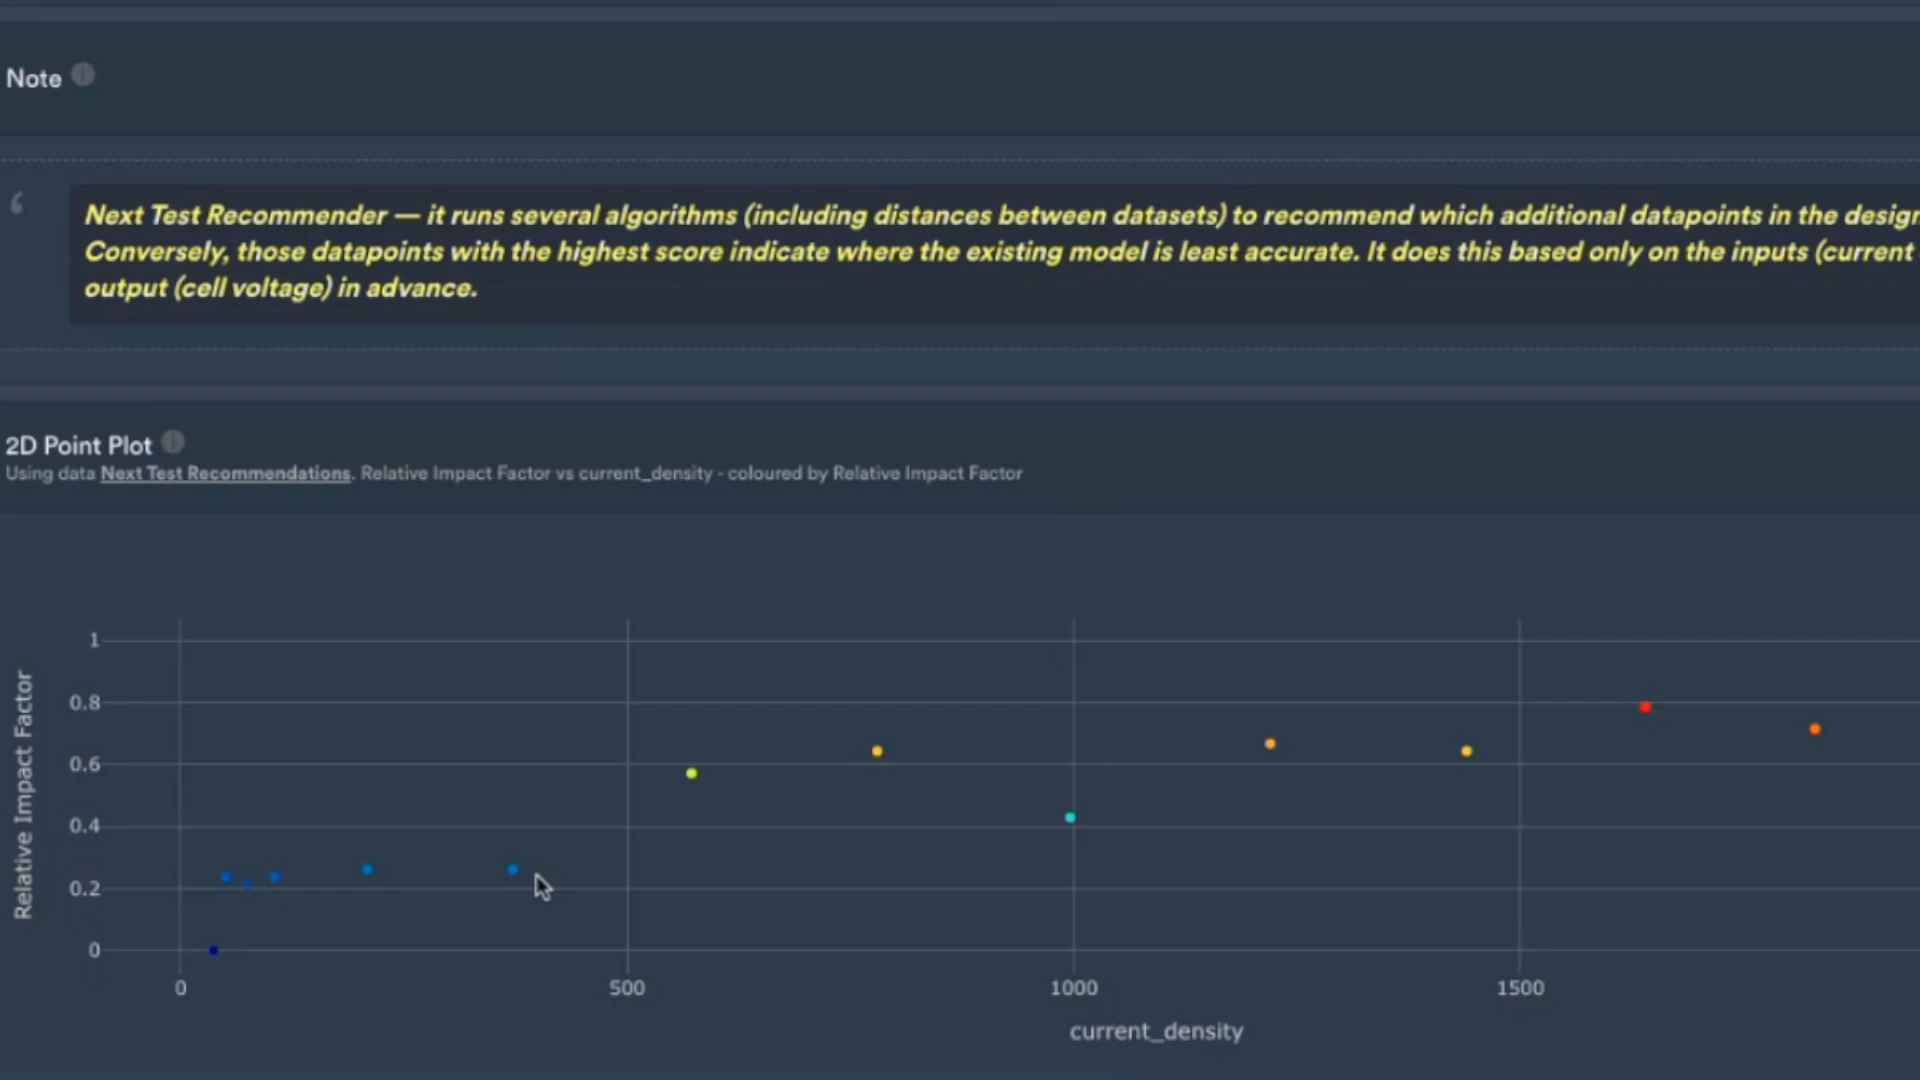 Note
Next Test Recommender — it runs several algorithms (including distances between datasets) to recommend which additional datapoints in the design
Conversely, those datapoints with the highest score indicate where the existing model is least accurate. It does this based only on the inputs (current
output (cell voltage) in advance.
2D Point Plot
Using data Next Test Recommendations. Relative Impact Factor vs current_density - coloured by Relative Impact Factor
Relative Impact Factor
1
0.8
0.6
0.4
0.2
0
0 500 1000 1500
current_density